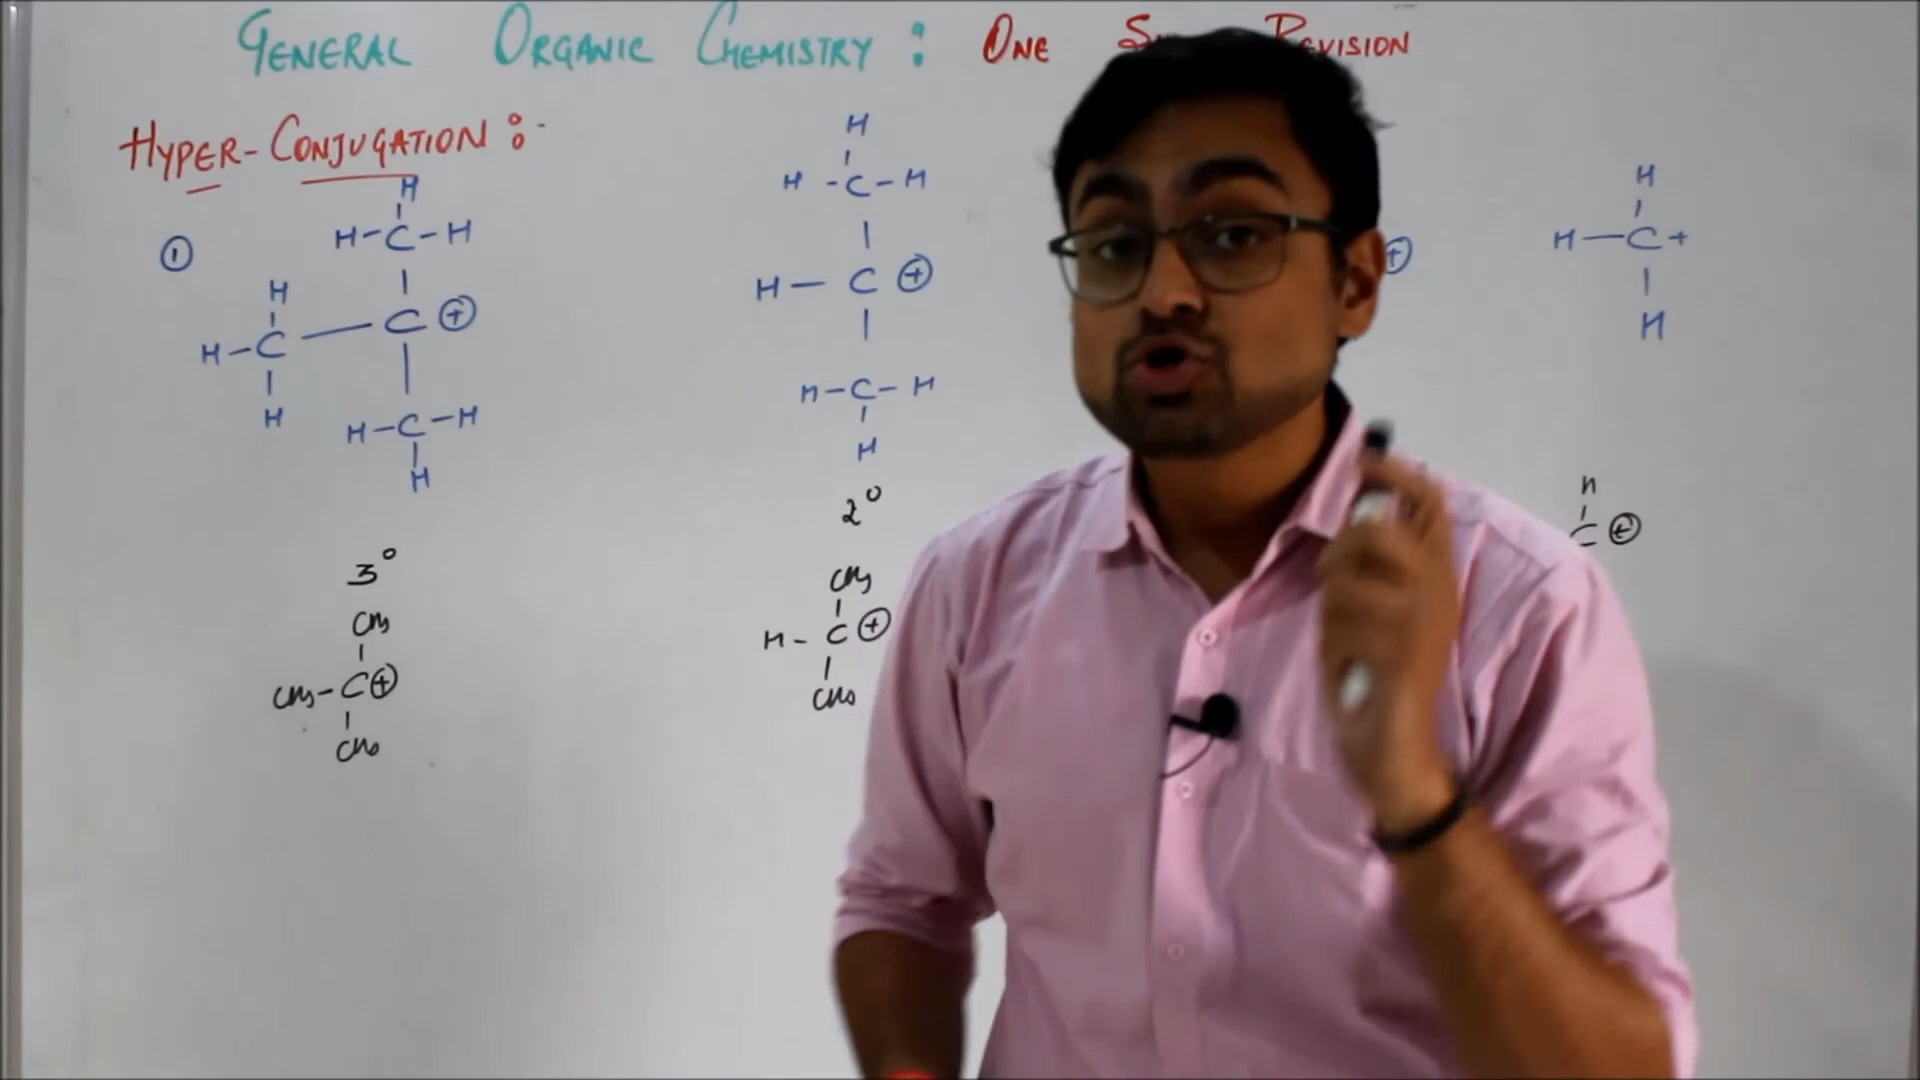 GENERAL ORGANIC CHEMISTRY : ONE REVISION
HYPER-CONJUGATION :-
①
H
H-C-H
H
H-C — C ⊕
H
H-C-H
H
3°
CH3
CH3-C⊕
CH3
H
H-C-H
H — C ⊕
H-C-H
H
2°
CH3
H-C⊕
CH3
H
H — C +
H
H
C⊕